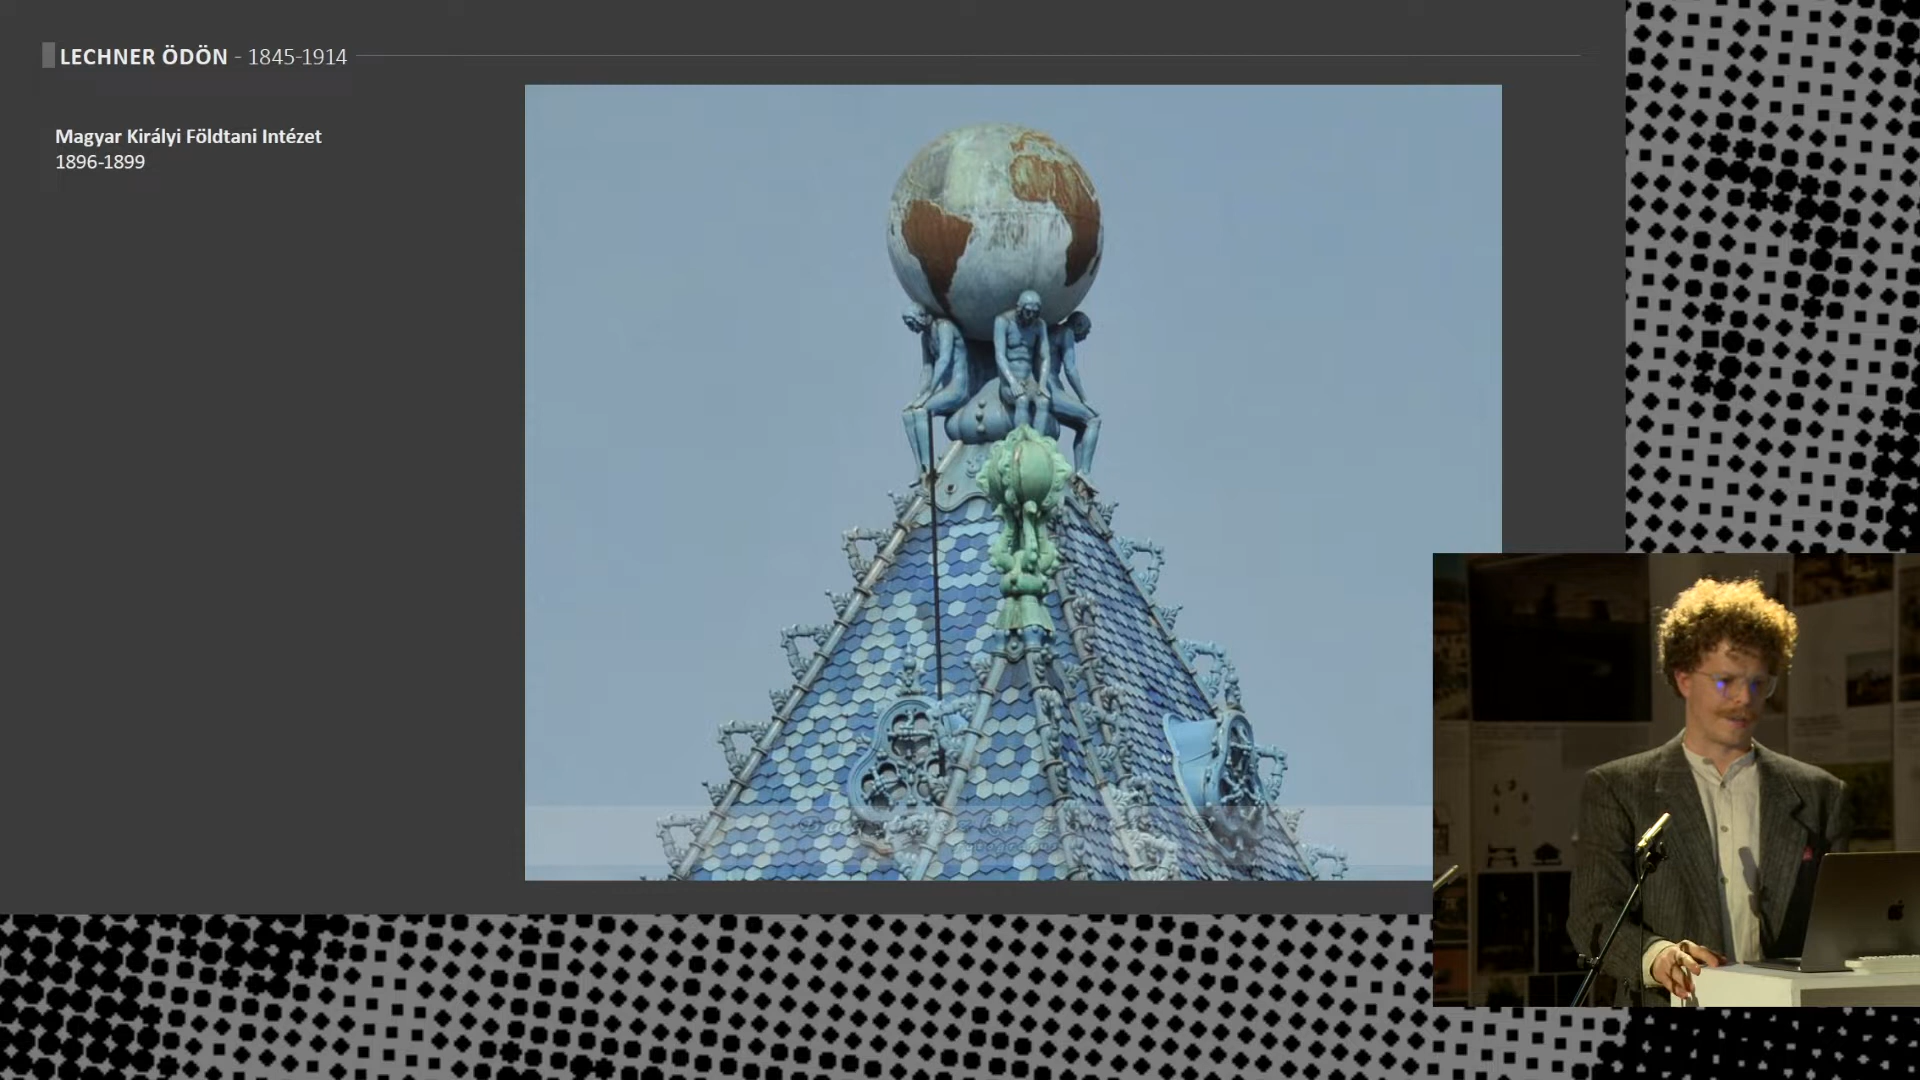 LECHNER ÖDÖN - 1845-1914
Magyar Királyi Földtani Intézet
1896-1899